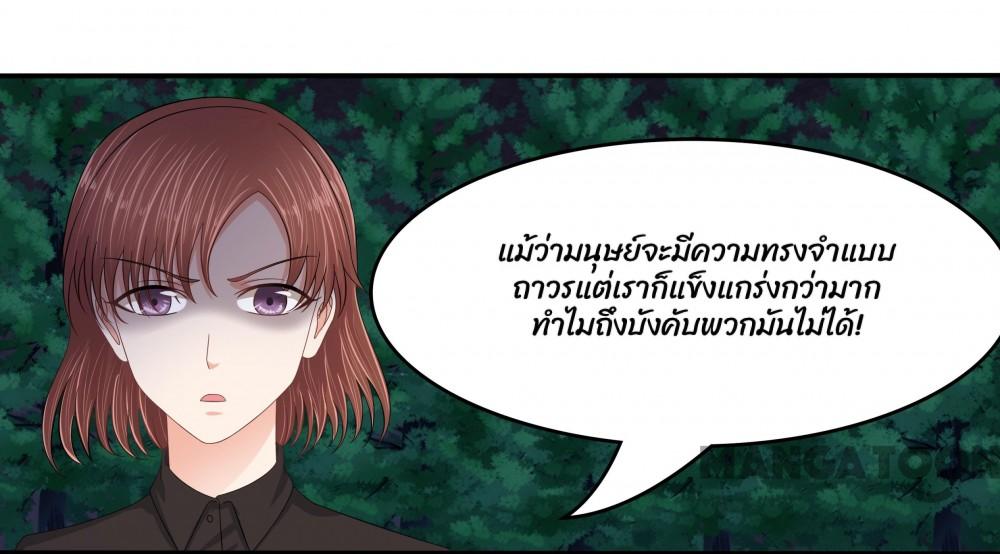 แม้ว่ามนุษย์จะมีความทรงจำแบบ
ถาวรแต่เราก็แข็งแกร่งกว่ามาก
ทำไมถึงบังคับพวกมันไม่ได้!
MANGATOON